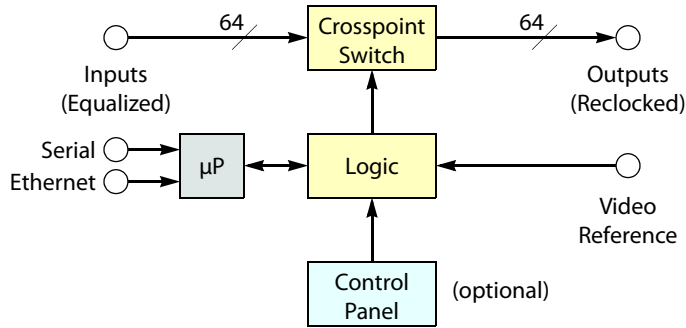 64
Crosspoint
Switch
64
Inputs
(Equalized)
Outputs
(Reclocked)
Serial
Ethernet
µP
Logic
Video
Reference
Control
Panel
(optional)